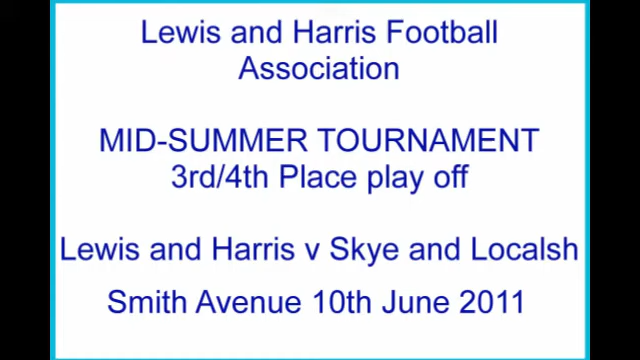 Lewis and Harris Football
Association
MID-SUMMER TOURNAMENT
3rd/4th Place play off
Lewis and Harris v Skye and Localsh
Smith Avenue 10th June 2011